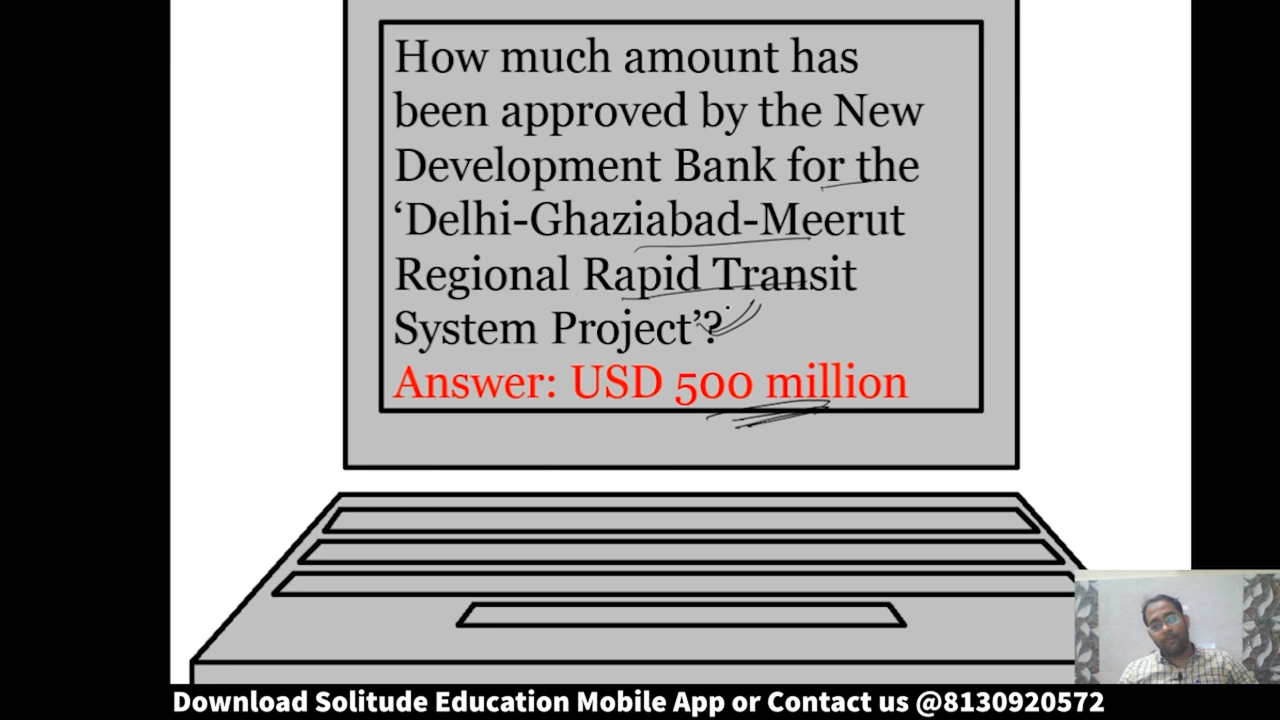 How much amount has
been approved by the New
Development Bank for the
‘Delhi-Ghaziabad-Meerut
Regional Rapid Transit
System Project’?
Answer: USD 500 million
Download Solitude Education Mobile App or Contact us @8130920572